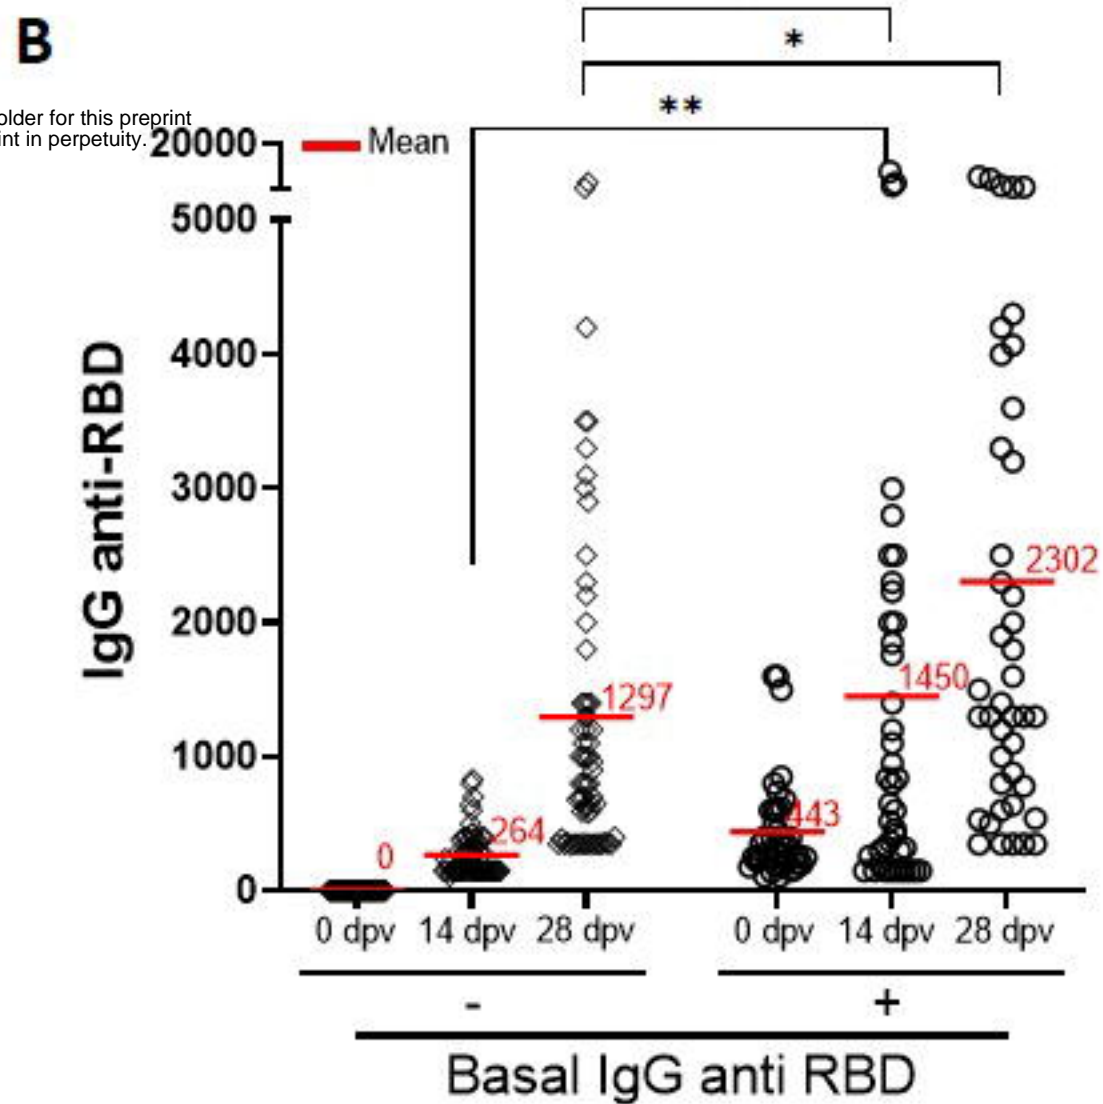 B
*
older for this preprint
int in perpetuity.
**
20000
Mean
5000
4000
3000
2000
1000
0
IgG anti-RBD
0
264
1297
443
1450
2302
0 dpv 14 dpv 28 dpv 0 dpv 14 dpv 28 dpv
- +
Basal IgG anti RBD